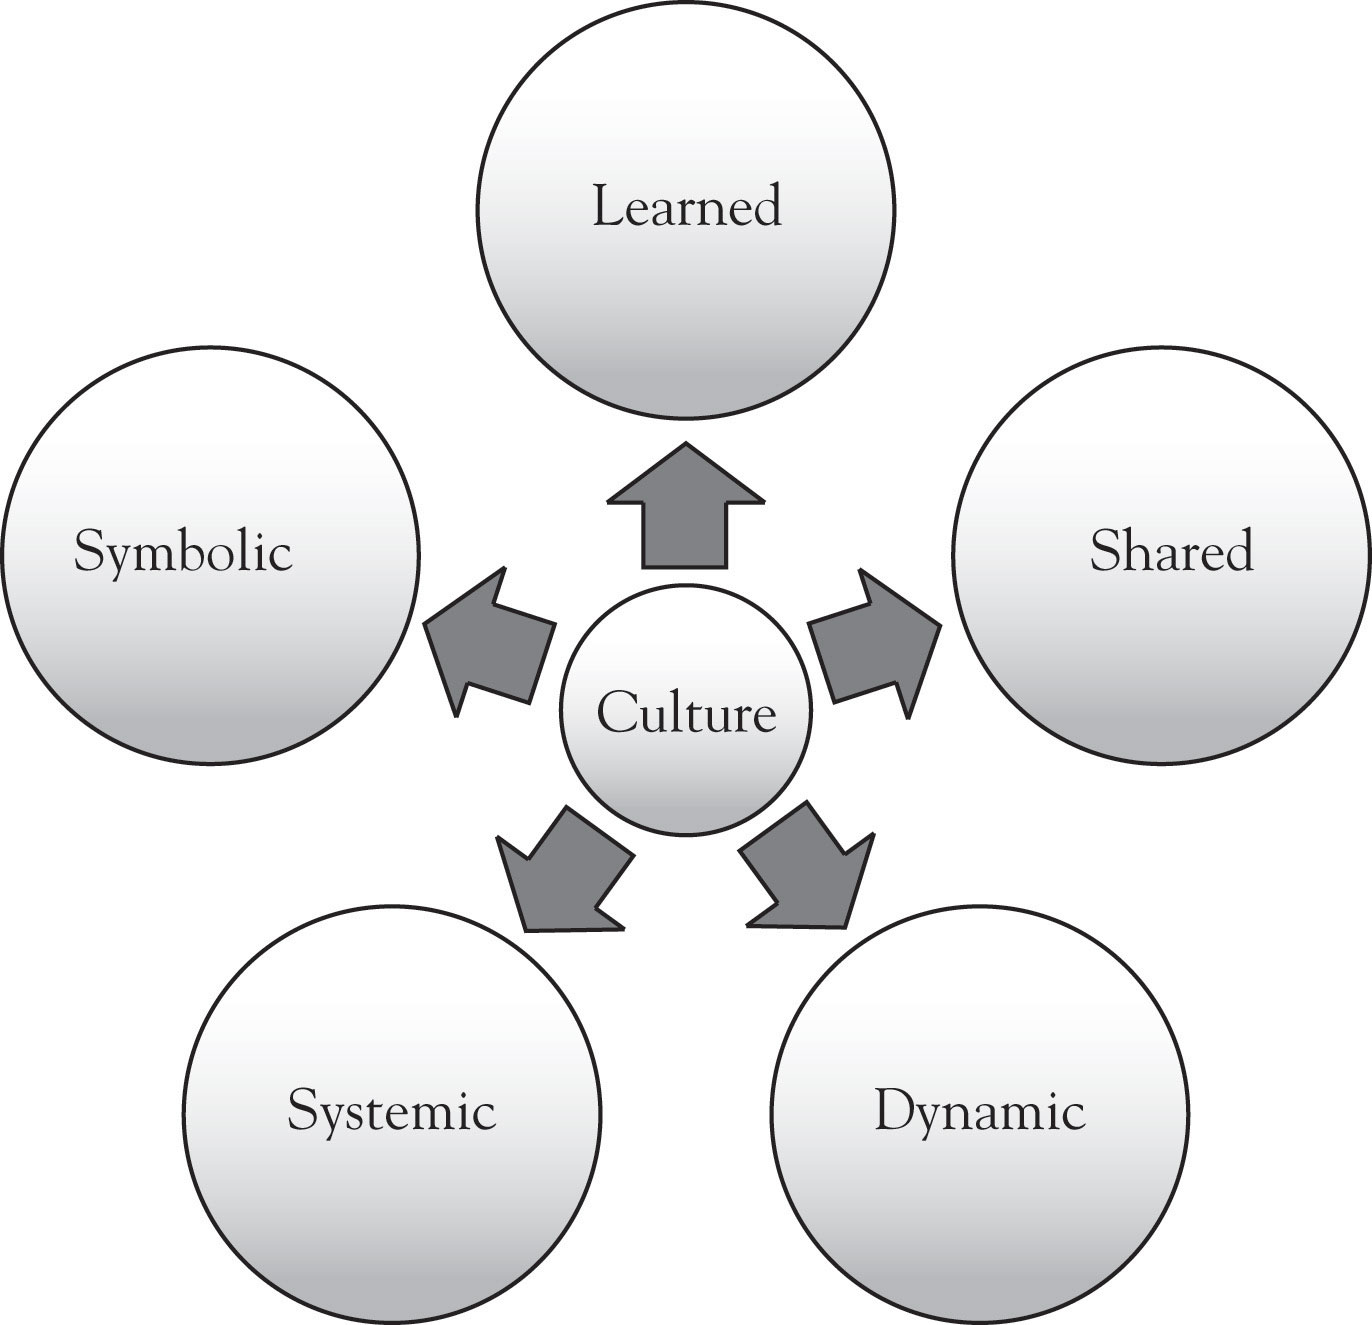 Learned
Symbolic
Shared
Culture
Systemic
Dynamic